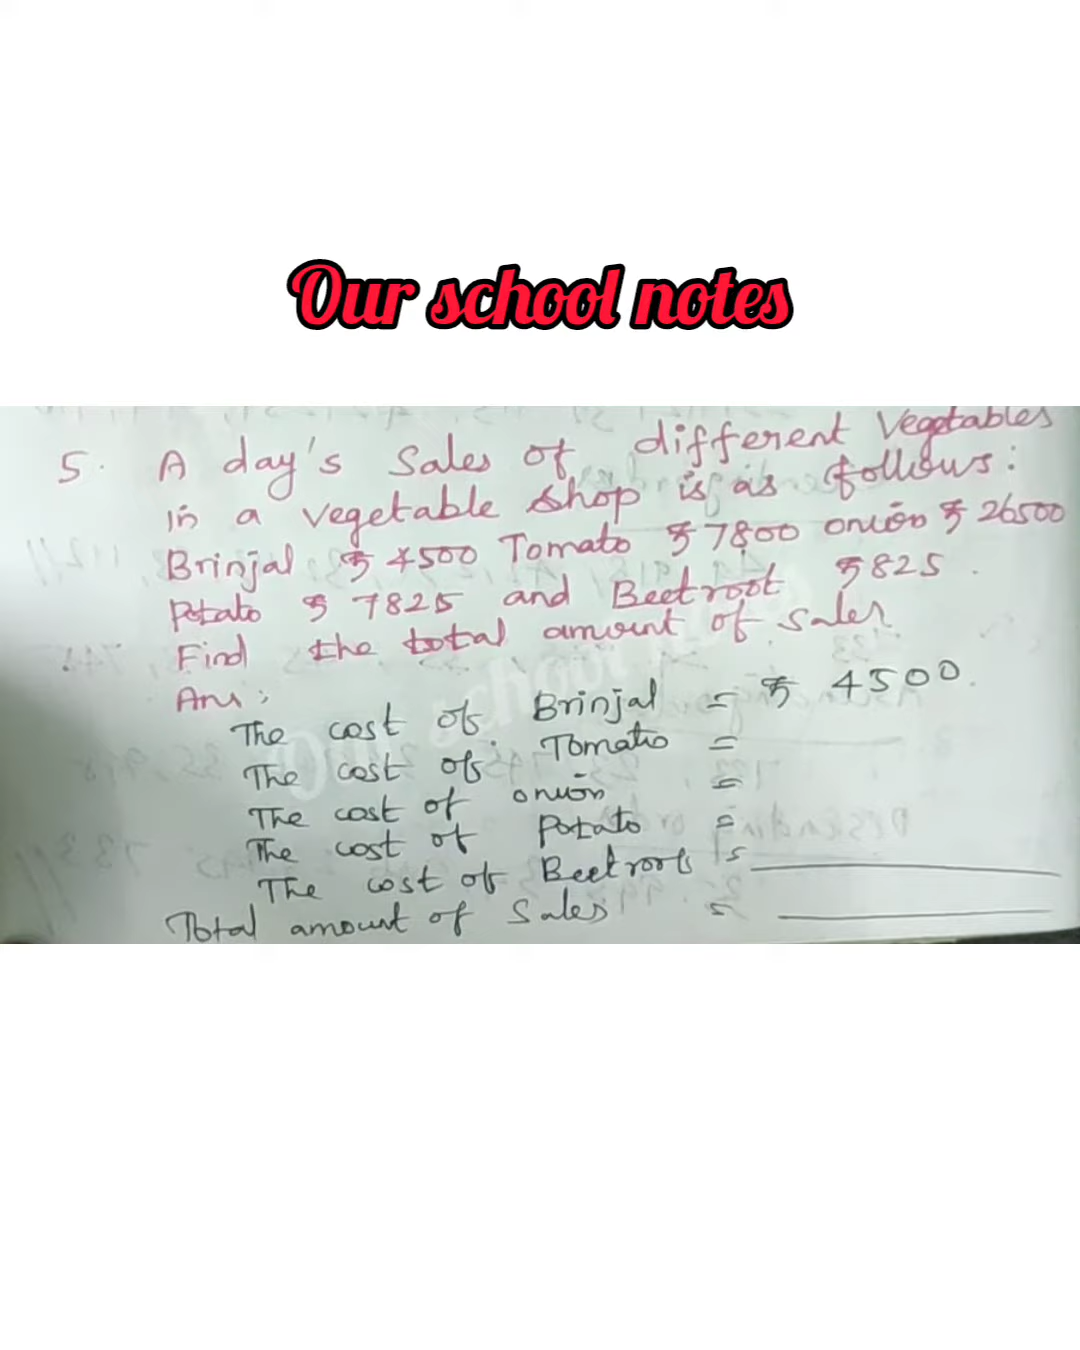 Our school notes
5. A day's Sales of different Vegetables
in a vegetable shop is as follows:
Brinjal ₹ 4500 Tomato ₹ 7800 onion ₹ 26500
Potato ₹ 7825 and Beetroot ₹825.
Find the total amount of sales
Ans:
The cost of Brinjal = ₹ 4500.
The cost of Tomato =
The cost of onion =
The cost of Potato =
The cost of Beetroot =
Total amount of Sales =